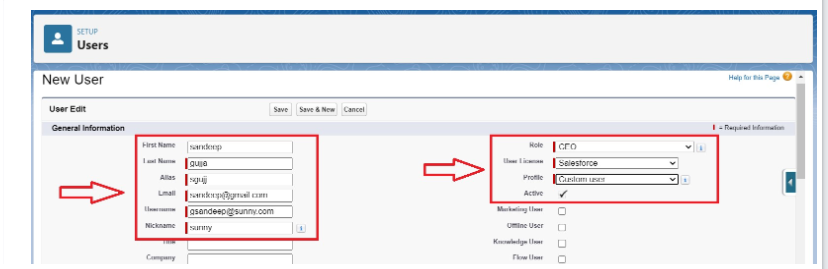 SETUP
Users
New User
Help for this Page
User Edit
Save Save & New Cancel
General Information
= Required Information
First Name sandeep
Last Name guja
Alias sgujj
Email sandeep@gmail.com
Username gsandeep@sunny.com
Nickname sunny
Title
Company
Role CEO
User License Salesforce
Profile Custom user
Active
Marketing User
Offline User
Knowledge User
Flow User